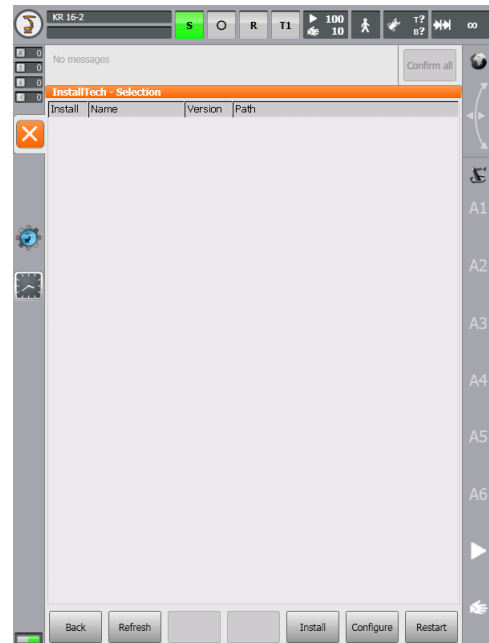 KR 16-2
S
O
R
T1
100
10
T?
B?
∞
0
0
0
0
No messages
Confirm all
InstallTech - Selection
Install Name Version Path
A1
A2
A3
A4
A5
A6
Back Refresh Install Configure Restart